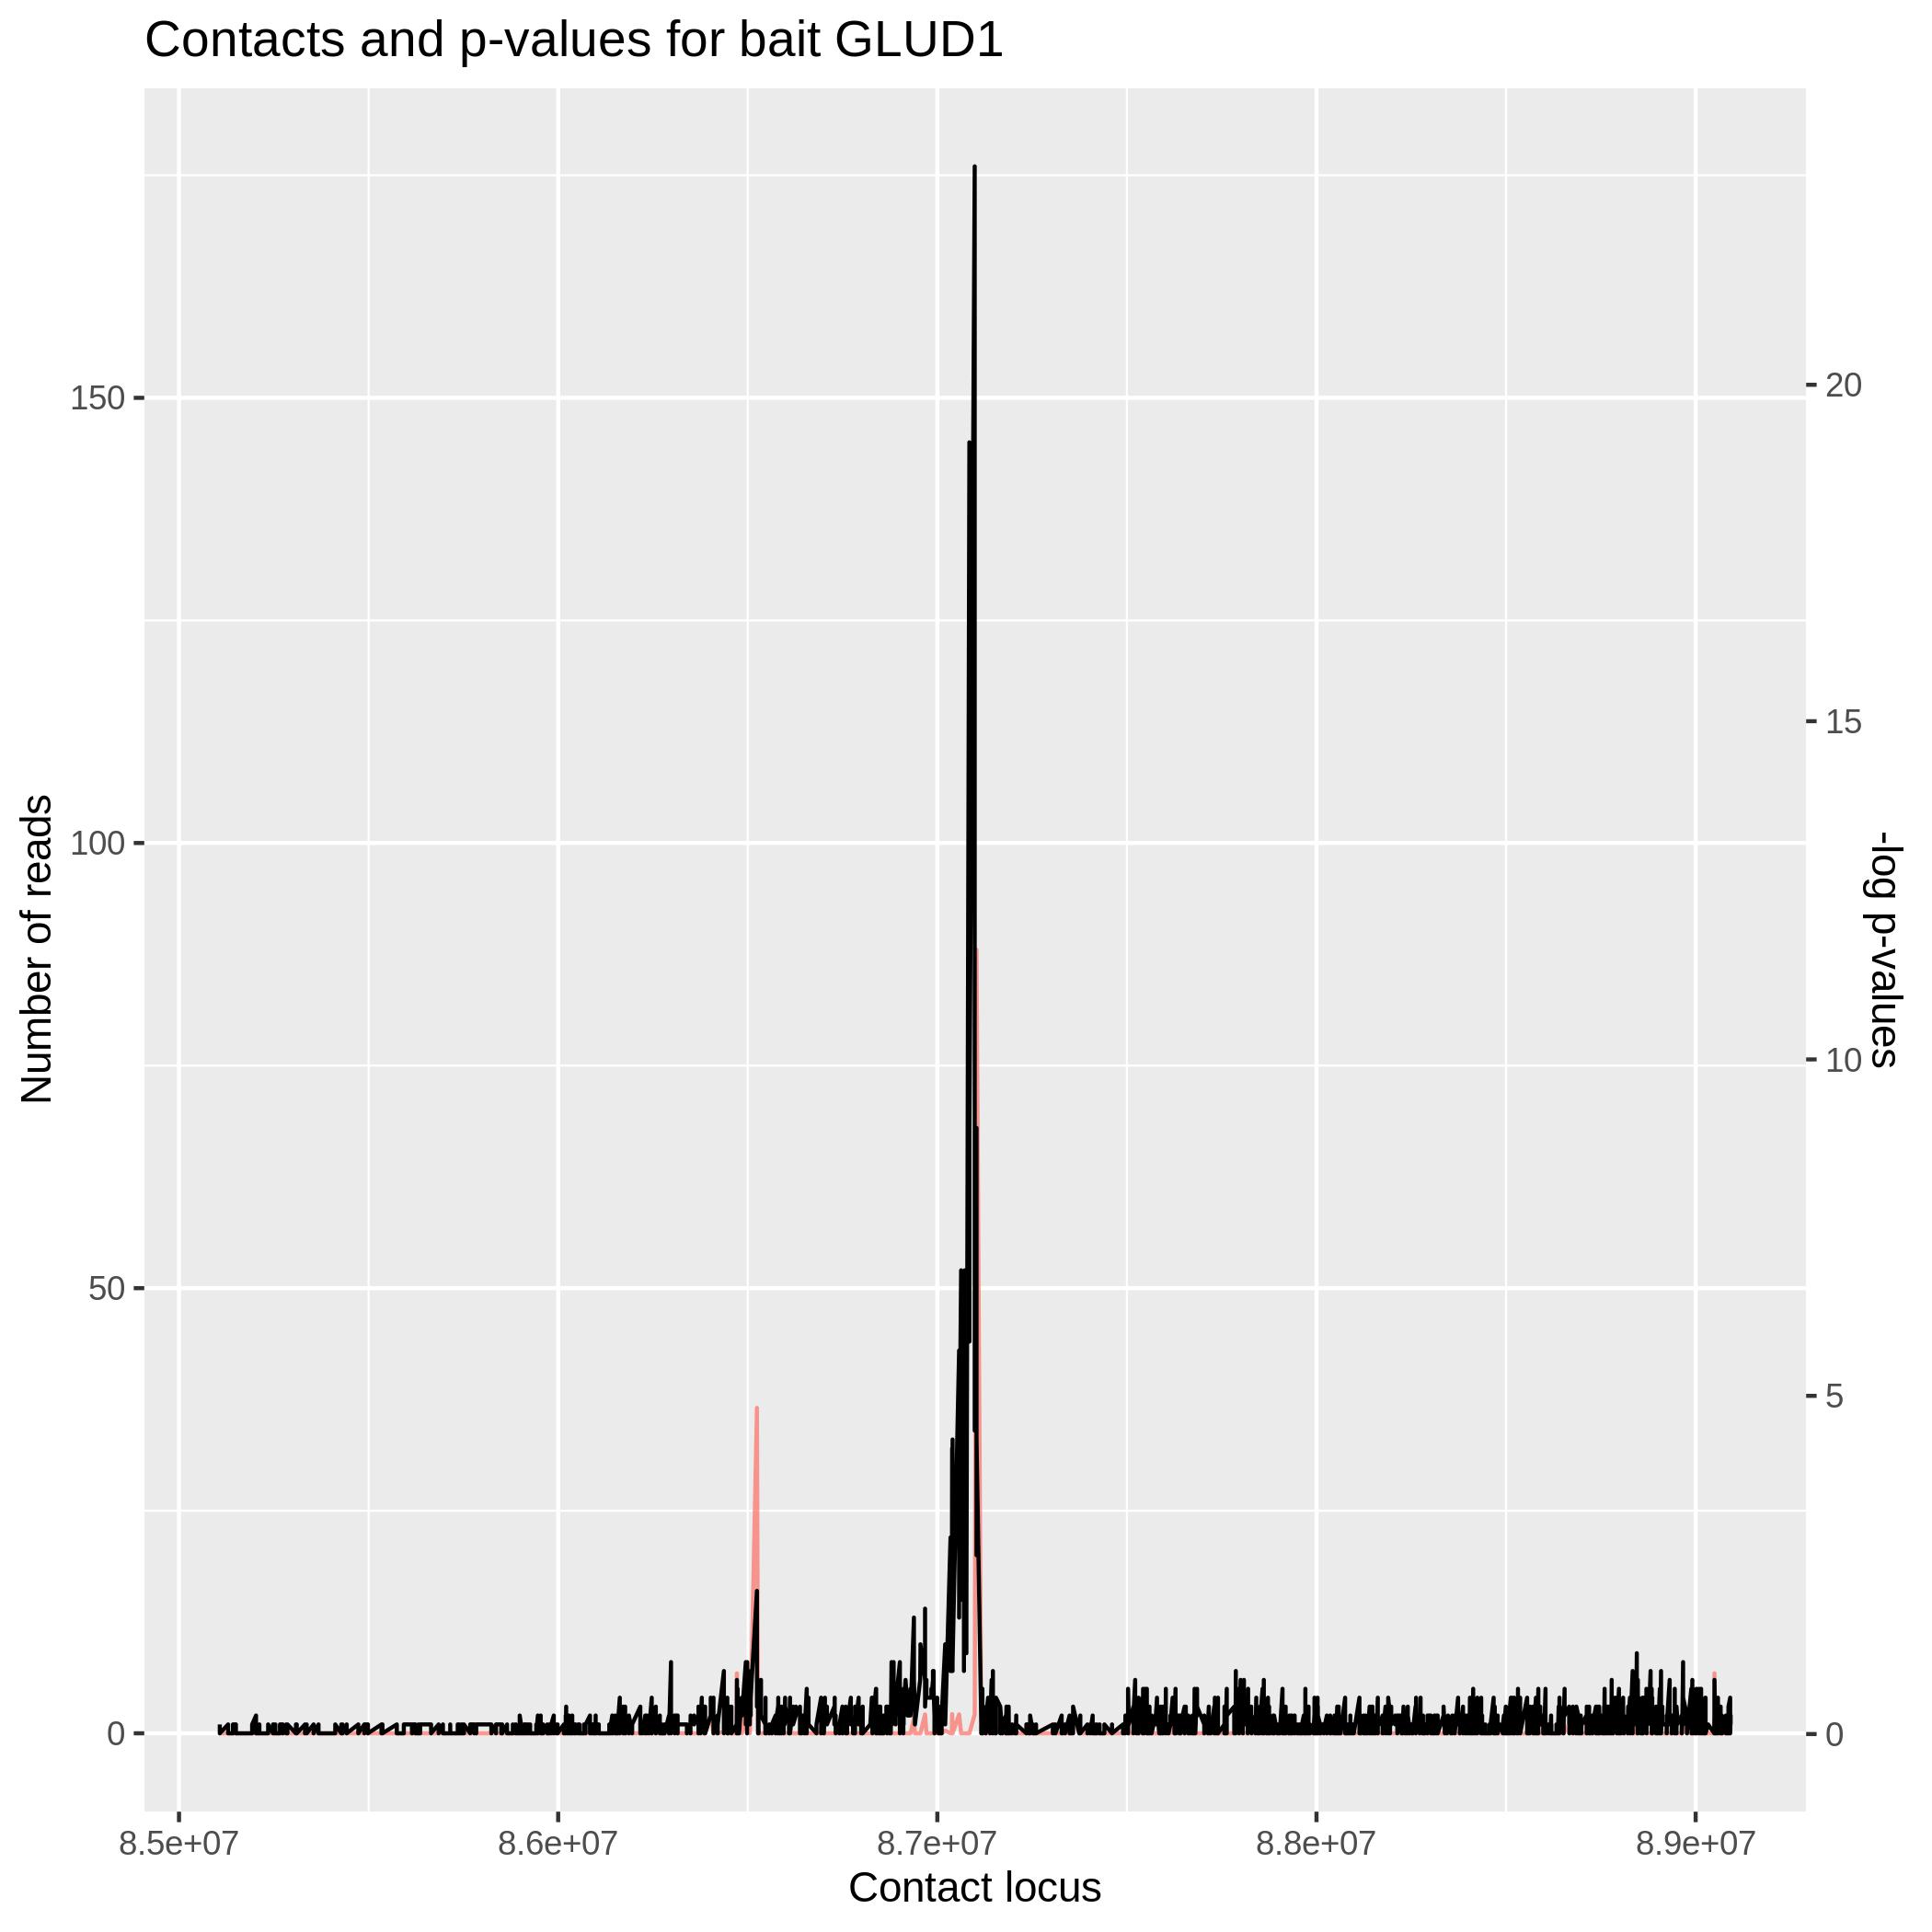 Contacts and p-values for bait GLUD1
Number of reads
150
100
50
0
20
15
10
5
0
-log p-values
8.5e+07
8.6e+07
8.7e+07
8.8e+07
8.9e+07
Contact locus